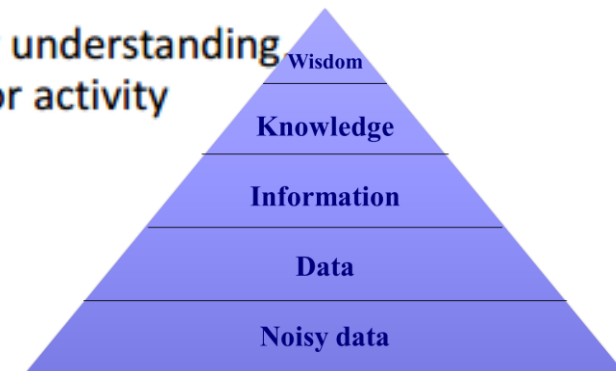 understanding
or activity
Wisdom
Knowledge
Information
Data
Noisy data